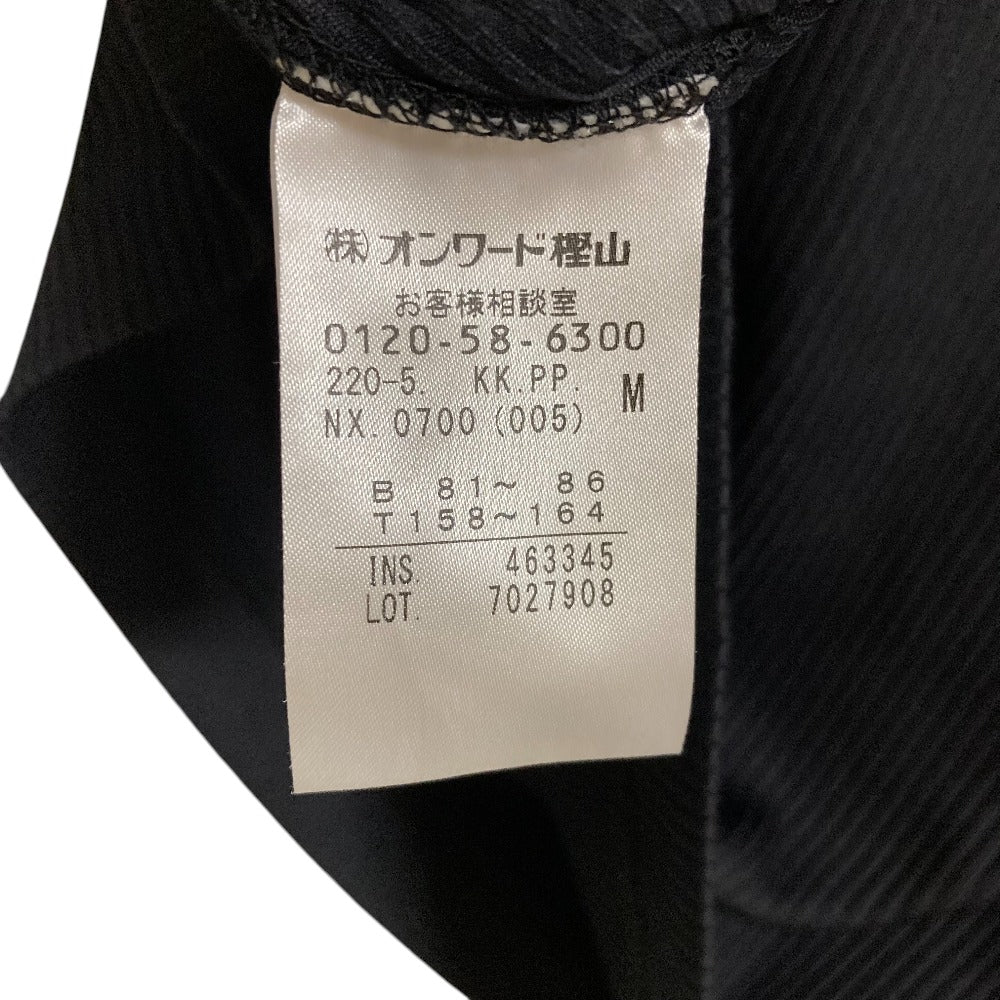 (株)オンワード樫山
お客様相談室
0120-58-6300
220-5. KK.PP. M
NX. 0700 (005)
B 81～ 86
T158～164
INS 463345
LOT. 7027908